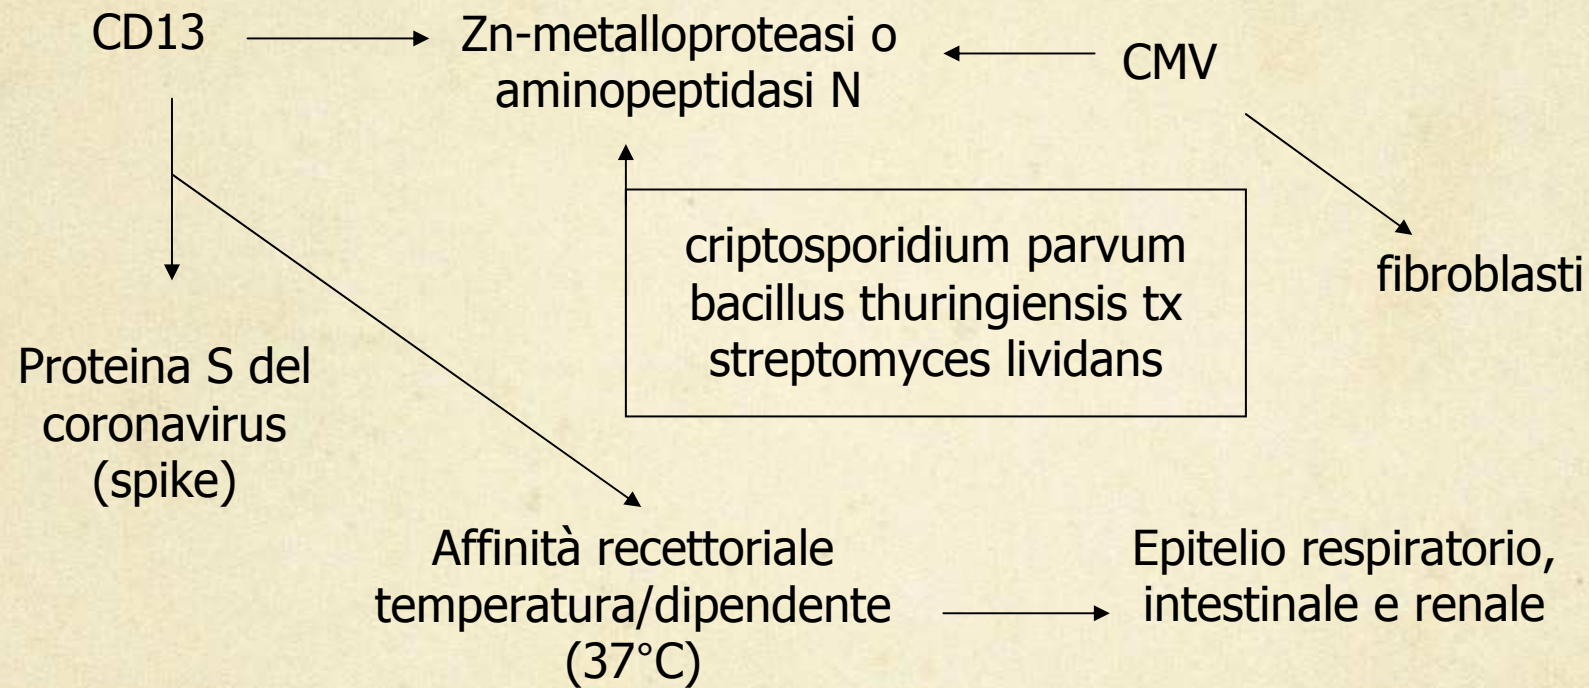 CD13
Zn-metalloproteasi o
aminopeptidasi N
CMV
criptosporidium parvum
bacillus thuringiensis tx
streptomyces lividans
fibroblasti
Proteina S del
coronavirus
(spike)
Affinità recettoriale
temperatura/dipendente
(37°C)
Epitelio respiratorio,
intestinale e renale